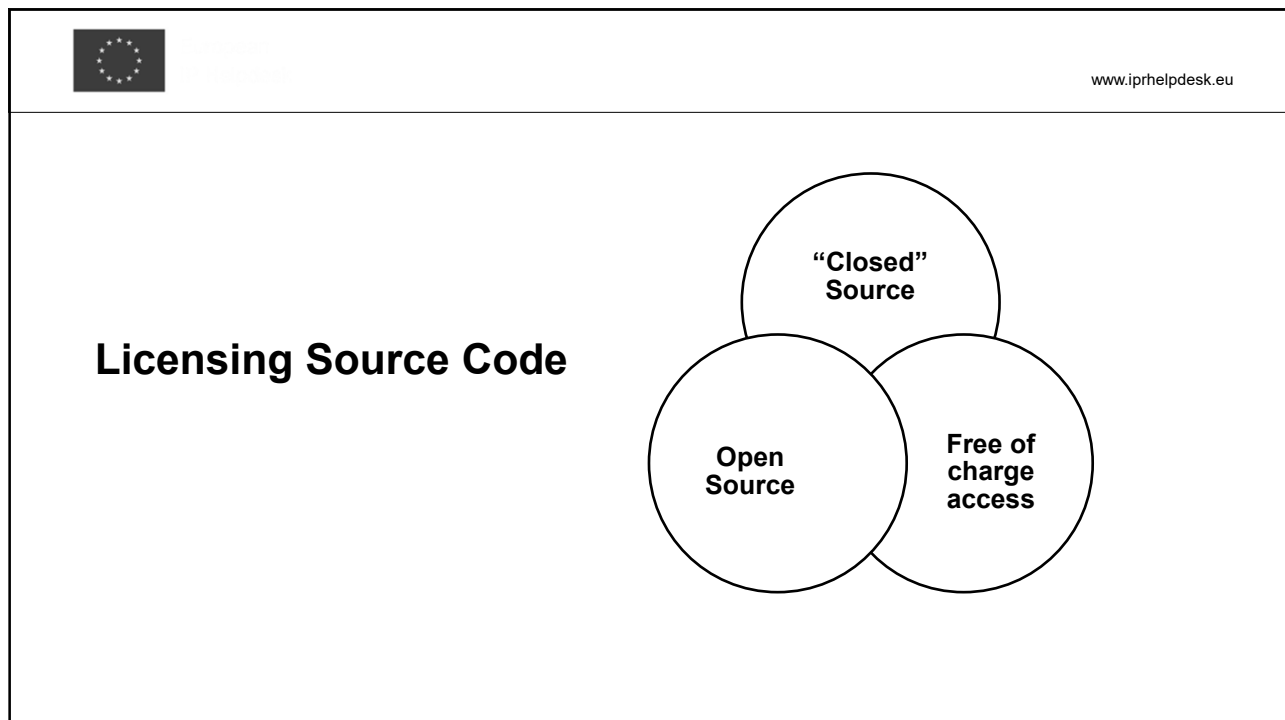 www.iprhelpdesk.eu
Licensing Source Code
“Closed”
Source
Open
Source
Free of
charge
access